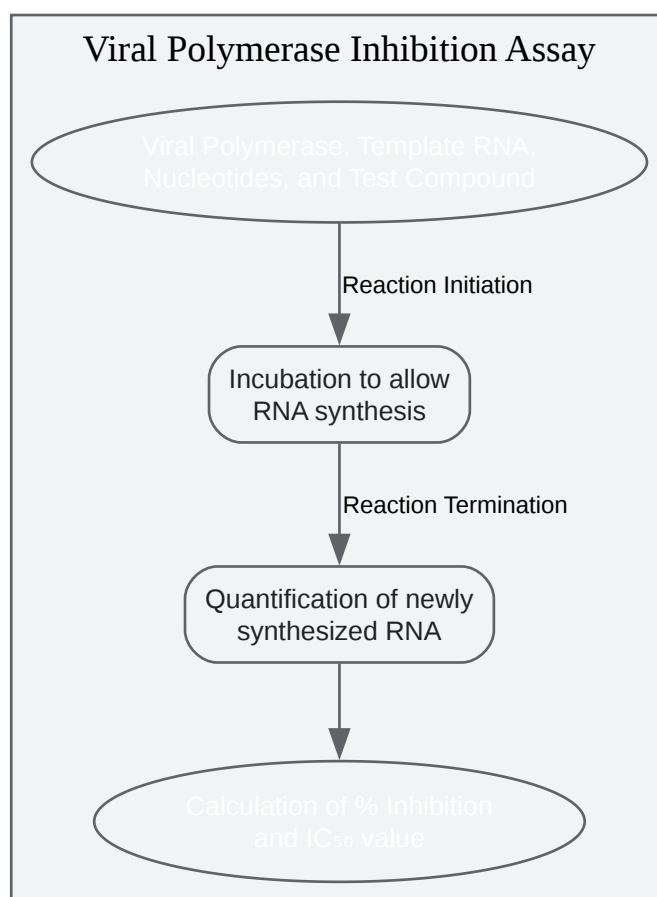 Viral Polymerase Inhibition Assay
Viral Polymerase, Template RNA,
Nucleotides, and Test Compound
Reaction Initiation
Incubation to allow
RNA synthesis
Reaction Termination
Quantification of newly
synthesized RNA
Calculation of % Inhibition
and IC₅₀ value